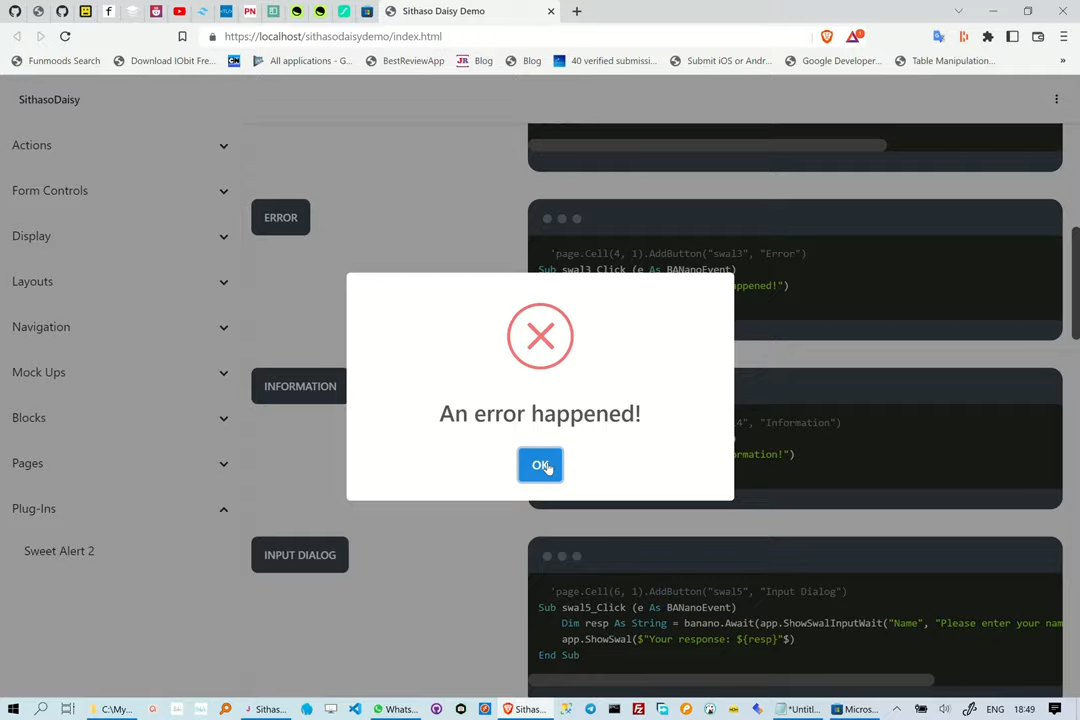 Sithaso Daisy Demo
https://localhost/sithasodaisydemo/index.html
Funmoods Search
Download IObit Fre...
All applications - G...
BestReviewApp
Blog
Blog
40 verified submissi...
Submit iOS or Andr...
Google Developer...
Table Manipulation...
»
SithasoDaisy
Actions
Form Controls
Display
Layouts
Navigation
Mock Ups
Blocks
Pages
Plug-Ins
Sweet Alert 2
ERROR
'page.Cell(4, 1).AddButton("swal3", "Error")
Sub swal3_Click (e As BANanoEvent)
ppened!")
An error happened!
OK
INFORMATION
4", "Information")
)
ormation!")
INPUT DIALOG
'page.Cell(6, 1).AddButton("swal5", "Input Dialog")
Sub swal5_Click (e As BANanoEvent)
Dim resp As String = banano.Await(app.ShowSwalInputWait("Name", "Please enter your nam
app.ShowSwal($"Your response: ${resp}"$)
End Sub
C:\My...
Sithas...
Whats...
Sithas...
*Untitl...
Micros...
ENG
18:49